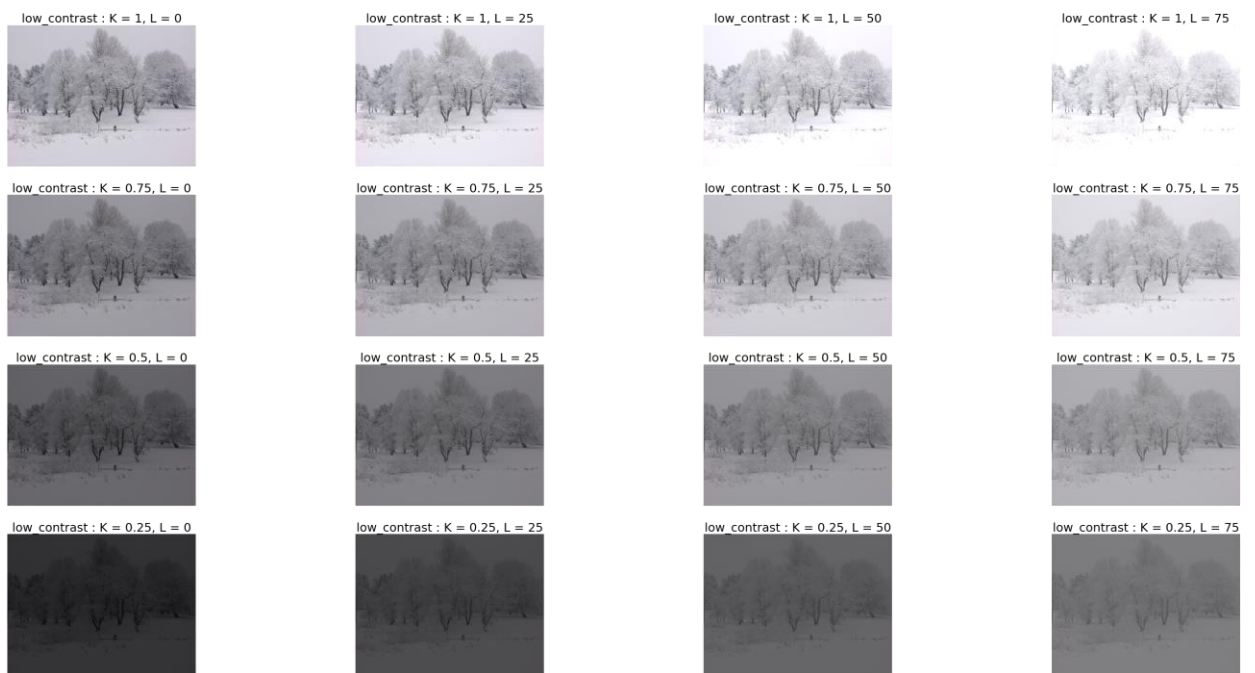 low_contrast : K = 1, L = 0
low_contrast : K = 1, L = 25
low_contrast : K = 1, L = 50
low_contrast : K = 1, L = 75
low_contrast : K = 0.75, L = 0
low_contrast : K = 0.75, L = 25
low_contrast : K = 0.75, L = 50
low_contrast : K = 0.75, L = 75
low_contrast : K = 0.5, L = 0
low_contrast : K = 0.5, L = 25
low_contrast : K = 0.5, L = 50
low_contrast : K = 0.5, L = 75
low_contrast : K = 0.25, L = 0
low_contrast : K = 0.25, L = 25
low_contrast : K = 0.25, L = 50
low_contrast : K = 0.25, L = 75